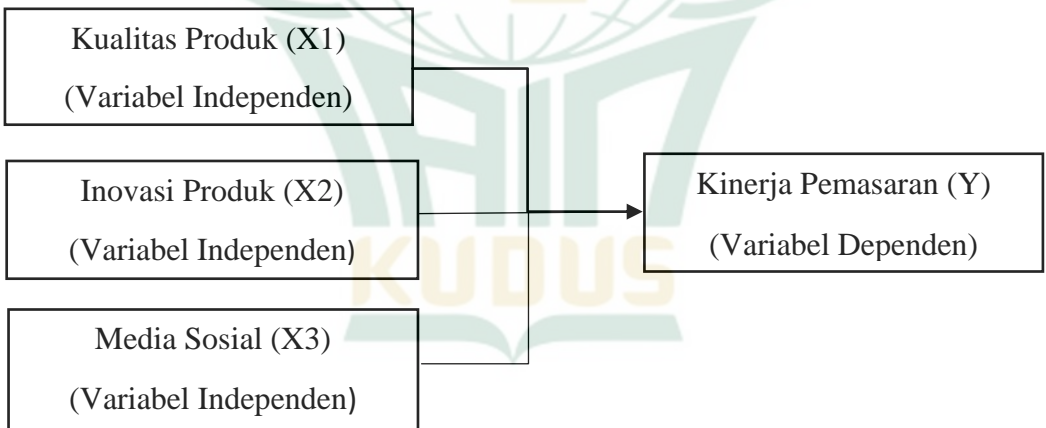 Kualitas Produk (X1)
(Variabel Independen)
Inovasi Produk (X2)
(Variabel Independen)
Media Sosial (X3)
(Variabel Independen)
Kinerja Pemasaran (Y)
(Variabel Dependen)
IAIN
KUDUS